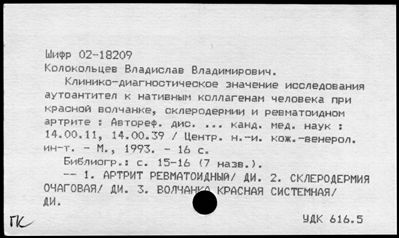 Шифр 02-18209
Колокольцев Владислав Владимирович.
Клинико-диагностическое значение исследования
аутоантител к нативным коллагенам человека при
красной волчанке, склеродермии и ревматоидном
артрите : Автореф. дис. ... канд. мед. наук :
14.00.11, 14.00.39 / Центр. н.-и. кож.-венерол.
ин-т. - М., 1993. - 16 с.
Библиогр.: с. 15-16 (7 назв.).
-- 1. АРТРИТ РЕВМАТОИДНЫЙ/ ДИ. 2. СКЛЕРОДЕРМИЯ
ОЧАГОВАЯ/ ДИ. 3. ВОЛЧАНКА КРАСНАЯ СИСТЕМНАЯ/
ДИ.
ГК
УДК 616.5